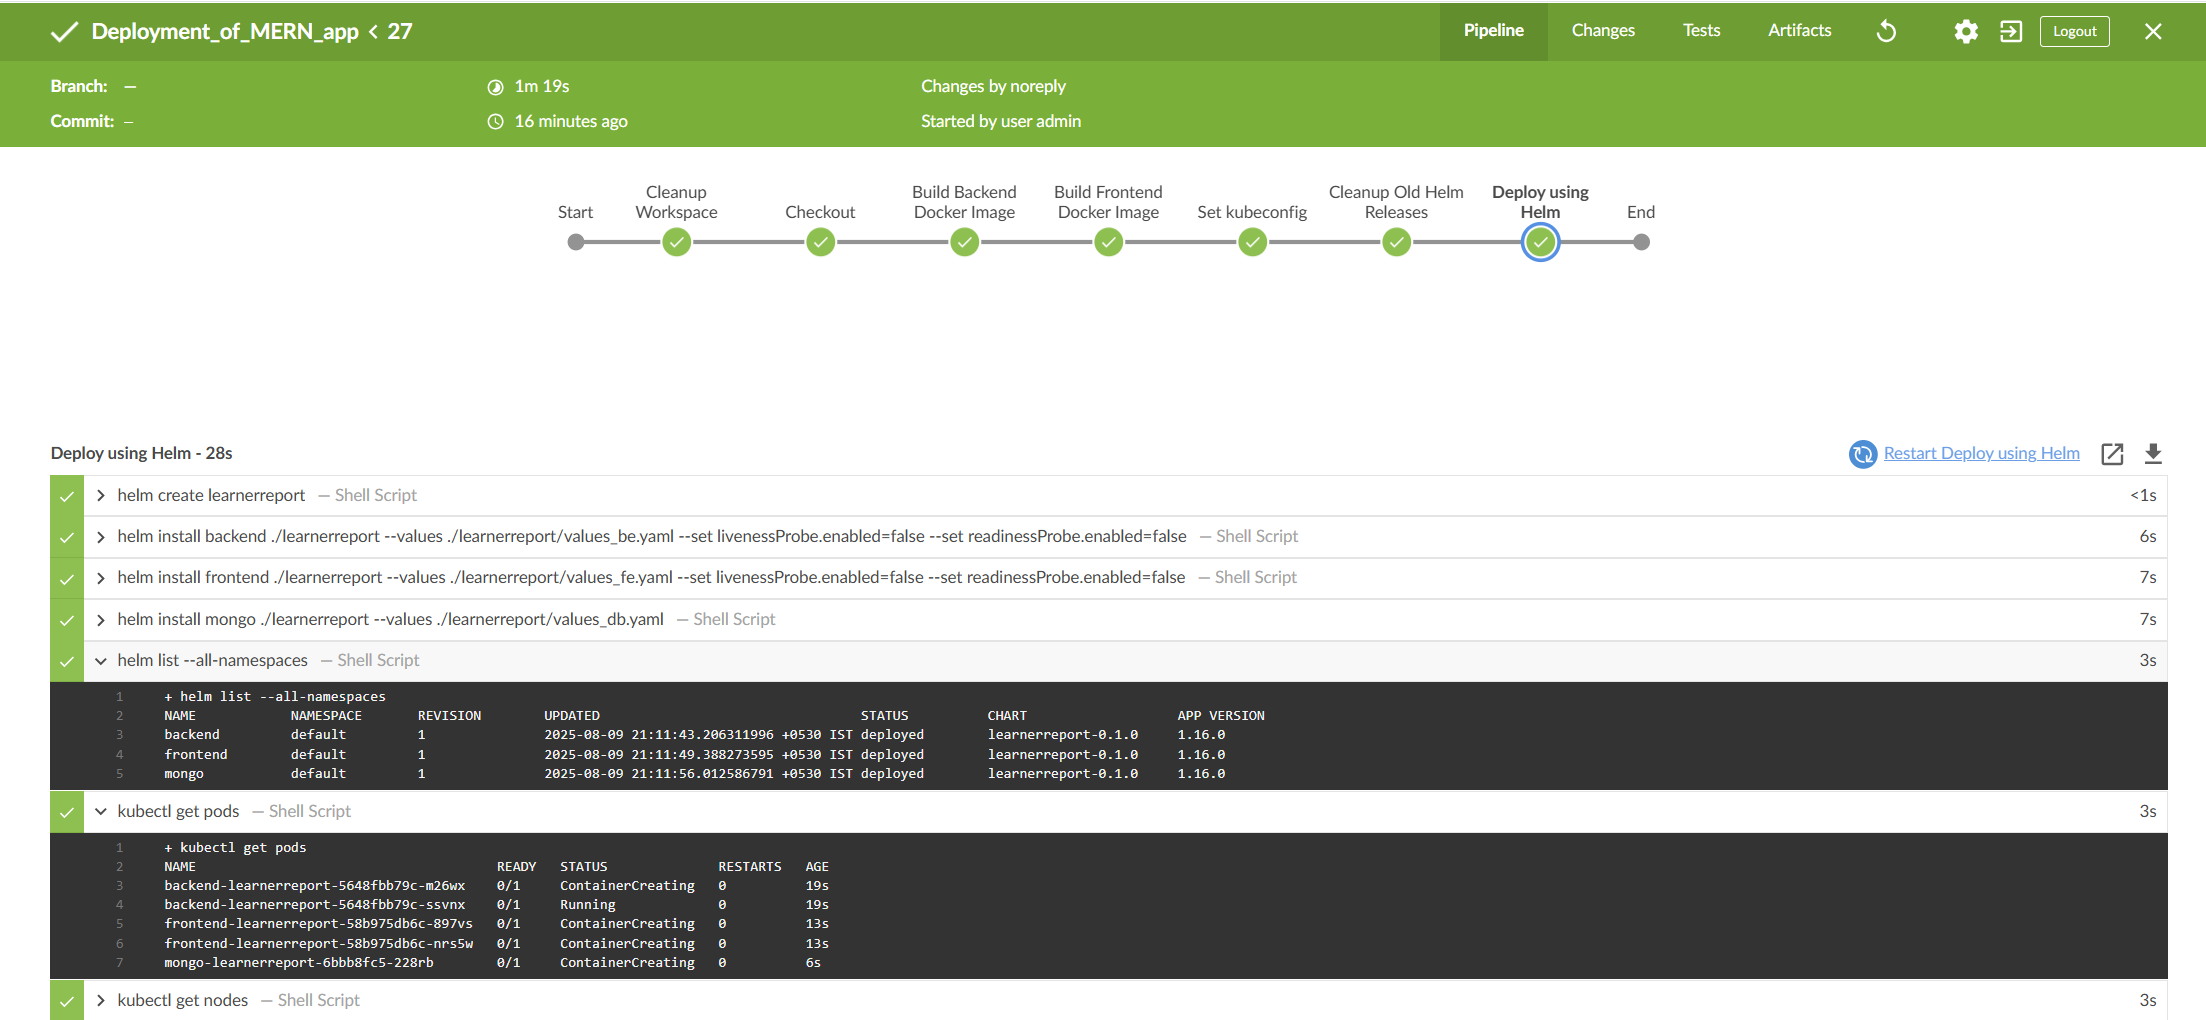 Deployment_of_MERN_app < 27
Pipeline Changes Tests Artifacts Logout
Branch: — 1m 19s Changes by noreply
Commit: — 16 minutes ago Started by user admin
Start
Cleanup Workspace
Checkout
Build Backend Docker Image
Build Frontend Docker Image
Set kubeconfig
Cleanup Old Helm Releases
Deploy using Helm
End
Deploy using Helm - 28s Restart Deploy using Helm
helm create learnerreport — Shell Script <1s
helm install backend ./learnerreport --values ./learnerreport/values_be.yaml --set livenessProbe.enabled=false --set readinessProbe.enabled=false — Shell Script 6s
helm install frontend ./learnerreport --values ./learnerreport/values_fe.yaml --set livenessProbe.enabled=false --set readinessProbe.enabled=false — Shell Script 7s
helm install mongo ./learnerreport --values ./learnerreport/values_db.yaml — Shell Script 7s
helm list --all-namespaces — Shell Script 3s
1 + helm list --all-namespaces
2 NAME NAMESPACE REVISION UPDATED STATUS CHART APP VERSION
3 backend default 1 2025-08-09 21:11:43.206311996 +0530 IST deployed learnerreport-0.1.0 1.16.0
4 frontend default 1 2025-08-09 21:11:49.388273595 +0530 IST deployed learnerreport-0.1.0 1.16.0
5 mongo default 1 2025-08-09 21:11:56.012586791 +0530 IST deployed learnerreport-0.1.0 1.16.0
kubectl get pods — Shell Script 3s
1 + kubectl get pods
2 NAME READY STATUS RESTARTS AGE
3 backend-learnerreport-5648fbb79c-m26wx 0/1 ContainerCreating 0 19s
4 backend-learnerreport-5648fbb79c-ssvnx 0/1 Running 0 19s
5 frontend-learnerreport-58b975db6c-897vs 0/1 ContainerCreating 0 13s
6 frontend-learnerreport-58b975db6c-nrs5w 0/1 ContainerCreating 0 13s
7 mongo-learnerreport-6bbb8fc5-228rb 0/1 ContainerCreating 0 6s
kubectl get nodes — Shell Script 3s